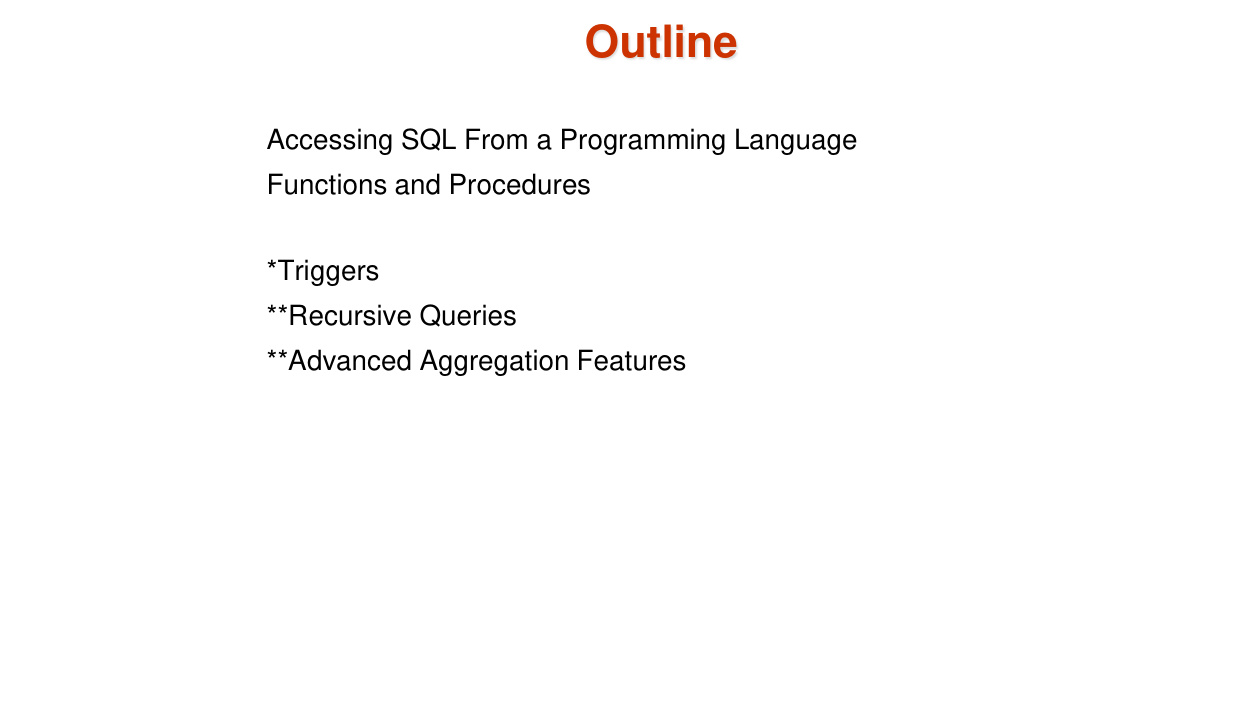 Outline
Accessing SQL From a Programming Language
Functions and Procedures
*Triggers
**Recursive Queries
**Advanced Aggregation Features